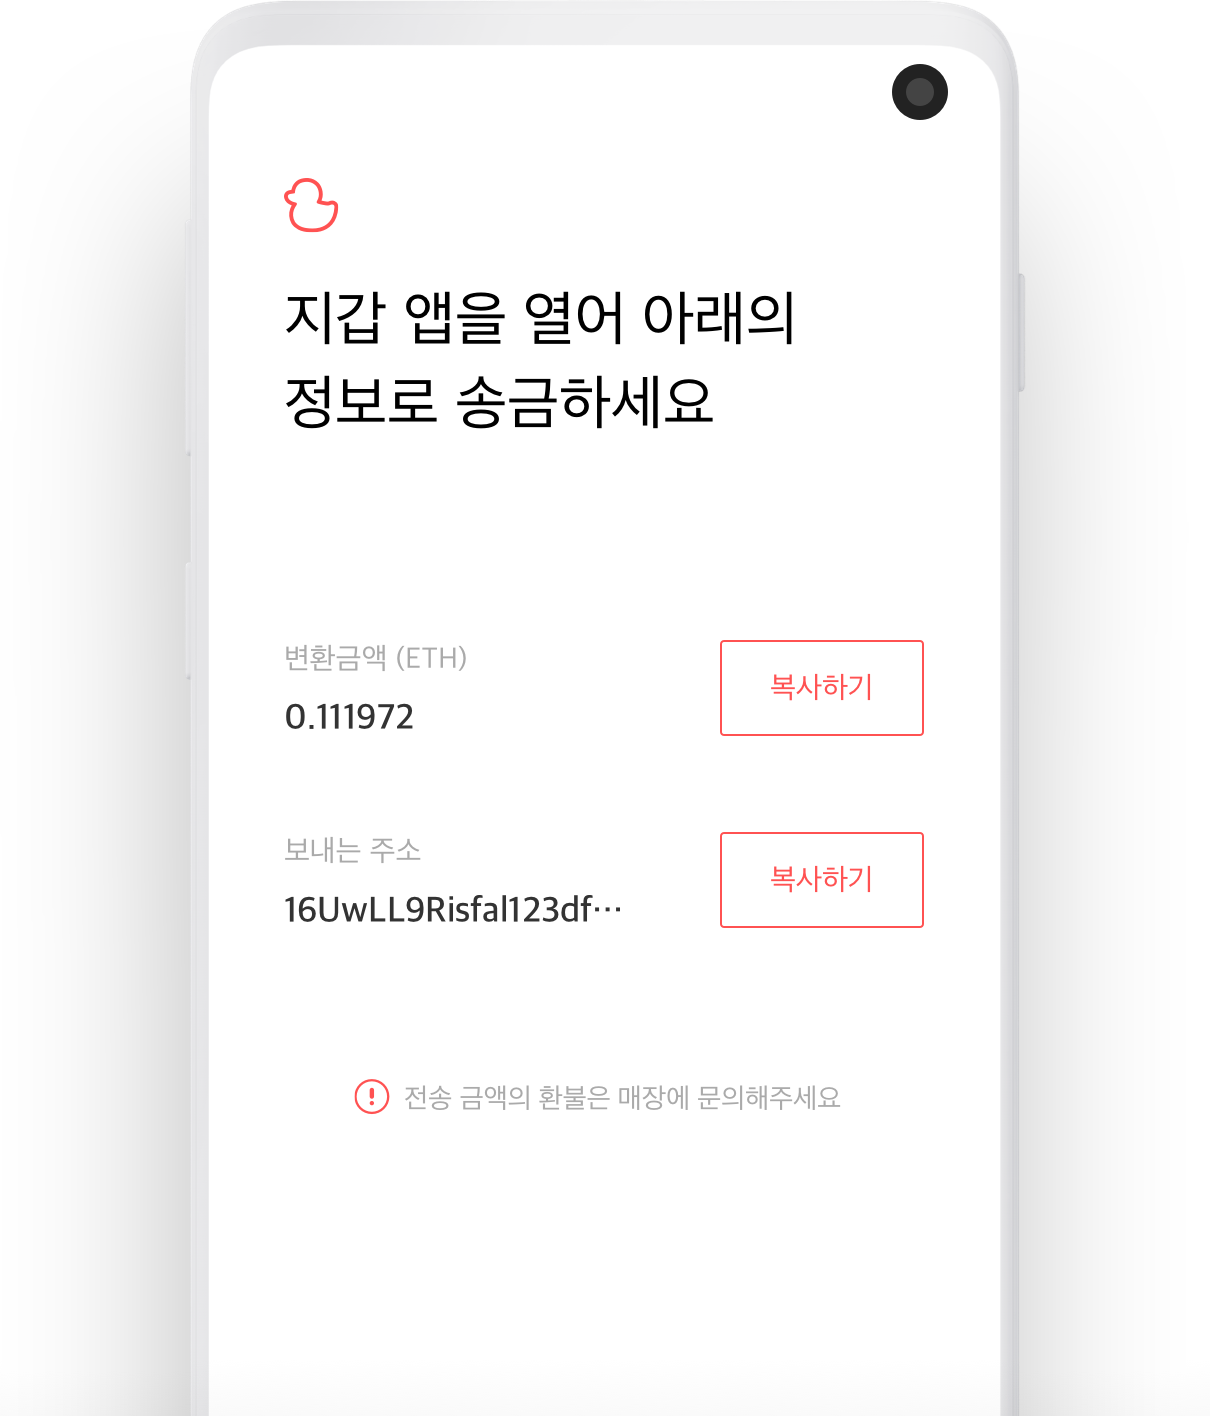 지갑 앱을 열어 아래의
정보로 송금하세요
변환금액 (ETH)
0.111972
복사하기
보내는 주소
16UwLL9Risfal123df···
복사하기
전송 금액의 환불은 매장에 문의해주세요